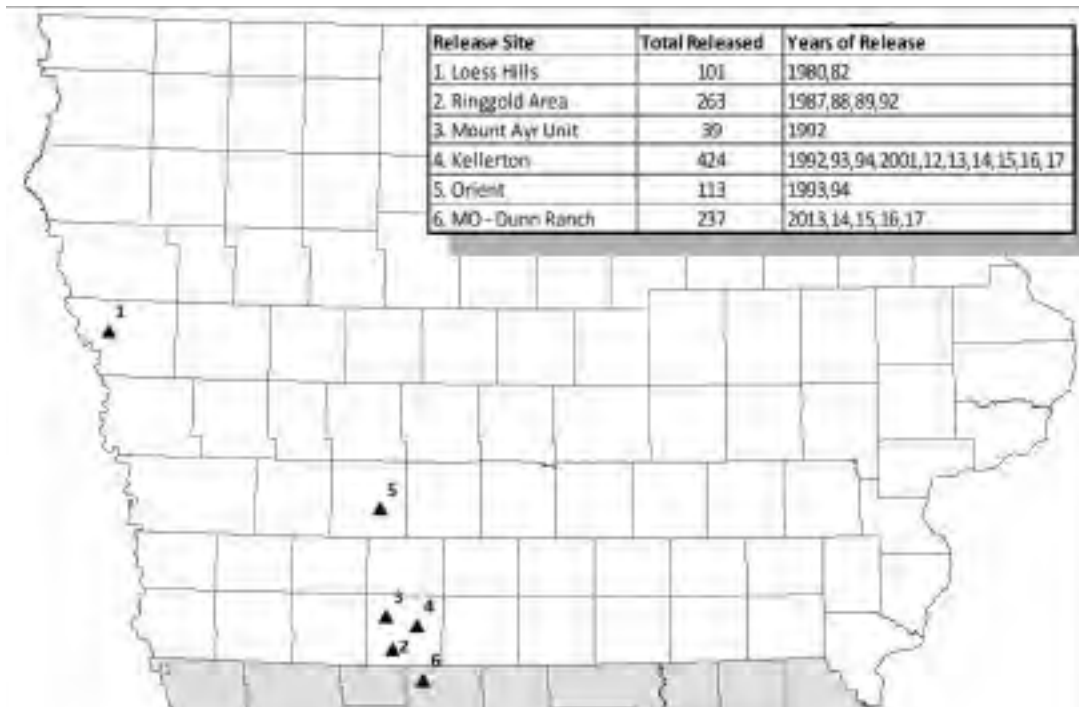 Release Site Total Released Years of Release
1. Loess Hills 101 1980,82
2. Ringgold Area 263 1987,88,89,92
3. Mount Ayr Unit 39 1992
4. Kellerton 424 1992,93,94,2001,12,13,14,15,16,17
5. Orient 113 1993,94
6. MO - Dunn Ranch 237 2013,14,15,16,17
1
5
3
4
2
6